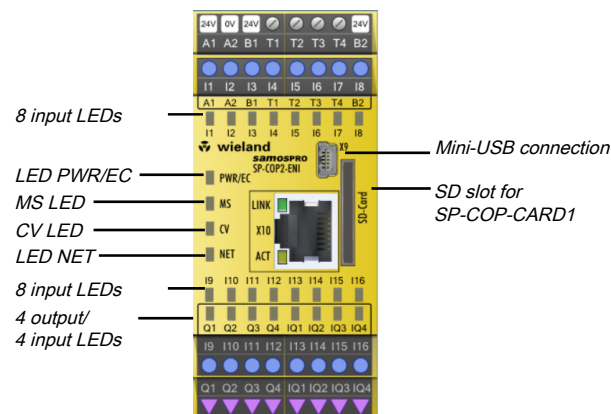 24V 0V 24V 24V
A1 A2 B1 T1 T2 T3 T4 B2
I1 I2 I3 I4 I5 I6 I7 I8
A1 A2 B1 T1 T2 T3 T4 B2
8 input LEDs
I1 I2 I3 I4 I5 I6 I7 I8
wieland
X9
Mini-USB connection
samosPRO
SP-COP2-ENI
LED PWR/EC
PWR/EC
SD slot for
SP-COP-CARD1
MS LED
MS
LINK
SD-Card
CV LED
CV
X10
LED NET
NET
ACT
8 input LEDs
I9 I10 I11 I12 I13 I14 I15 I16
4 output/
4 input LEDs
Q1 Q2 Q3 Q4 IQ1 IQ2 IQ3 IQ4
I9 I10 I11 I12 I13 I14 I15 I16
Q1 Q2 Q3 Q4 IQ1 IQ2 IQ3 IQ4